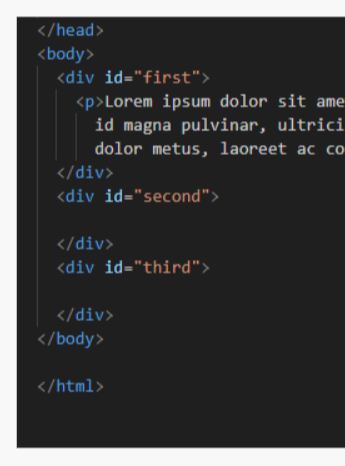 </head>
<body>
<div id="first">
<p>Lorem ipsum dolor sit ame
id magna pulvinar, ultrici
dolor metus, laoreet ac co
</div>
<div id="second">
</div>
<div id="third">
</div>
</body>
</html>